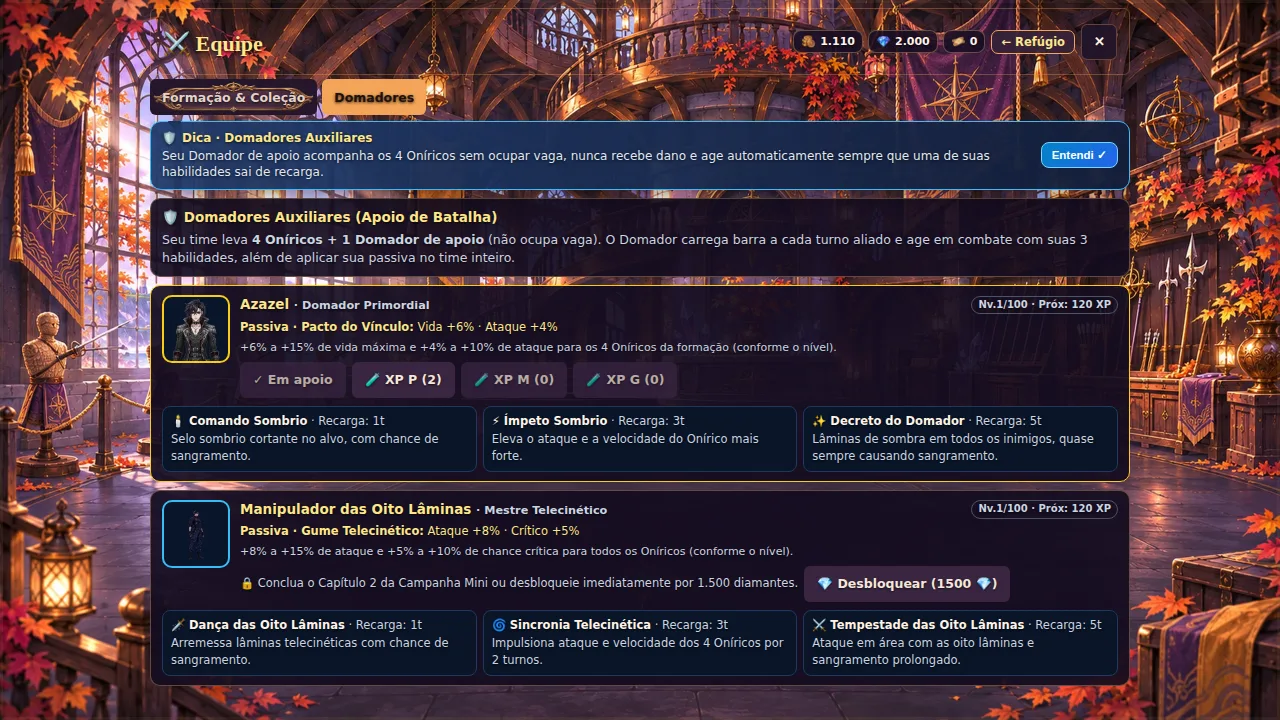 ⚔️ Equipe
1.110
💎 2.000
0
← Refúgio
✕
Formação & Coleção
Domadores
🛡️ Dica · Domadores Auxiliares
Seu Domador de apoio acompanha os 4 Oníricos sem ocupar vaga, nunca recebe dano e age automaticamente sempre que uma de suas
habilidades sai de recarga.
Entendi ✓
🛡️ Domadores Auxiliares (Apoio de Batalha)
Seu time leva 4 Oníricos + 1 Domador de apoio (não ocupa vaga). O Domador carrega barra a cada turno aliado e age em combate com suas 3
habilidades, além de aplicar sua passiva no time inteiro.
Azazel · Domador Primordial
Nv.1/100 · Próx: 120 XP
Passiva · Pacto do Vínculo: Vida +6% · Ataque +4%
+6% a +15% de vida máxima e +4% a +10% de ataque para os 4 Oníricos da formação (conforme o nível).
✓ Em apoio
🧪 XP P (2)
🧪 XP M (0)
🧪 XP G (0)
🕯️ Comando Sombrio · Recarga: 1t
Selo sombrio cortante no alvo, com chance de
sangramento.
⚡ Ímpeto Sombrio · Recarga: 3t
Eleva o ataque e a velocidade do Onírico mais
forte.
✨ Decreto do Domador · Recarga: 5t
Lâminas de sombra em todos os inimigos, quase
sempre causando sangramento.
Manipulador das Oito Lâminas · Mestre Telecinético
Nv.1/100 · Próx: 120 XP
Passiva · Gume Telecinético: Ataque +8% · Crítico +5%
+8% a +15% de ataque e +5% a +10% de chance crítica para todos os Oníricos (conforme o nível).
🔒 Conclua o Capítulo 2 da Campanha Mini ou desbloqueie imediatamente por 1.500 diamantes.
💎 Desbloquear (1500 💎)
🗡️ Dança das Oito Lâminas · Recarga: 1t
Arremessa lâminas telecinéticas com chance de
sangramento.
🌀 Sincronia Telecinética · Recarga: 3t
Impulsiona ataque e velocidade dos 4 Oníricos por
2 turnos.
⚔️ Tempestade das Oito Lâminas · Recarga: 5t
Ataque em área com as oito lâminas e
sangramento prolongado.